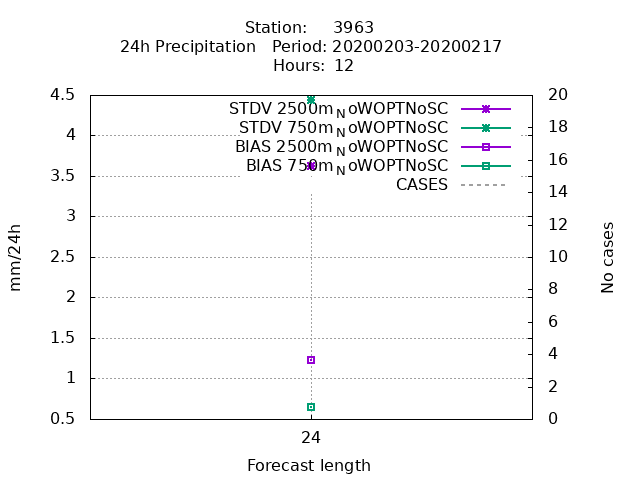 Station: 3963
24h Precipitation Period: 20200203-20200217
Hours: 12
STDV 2500m_NoWOPTNoSC
STDV 750m_NoWOPTNoSC
BIAS 2500m_NoWOPTNoSC
BIAS 750m_NoWOPTNoSC
CASES
4.5
4
3.5
3
2.5
2
1.5
1
0.5
mm/24h
20
18
16
14
12
10
8
6
4
2
0
No cases
24
Forecast length